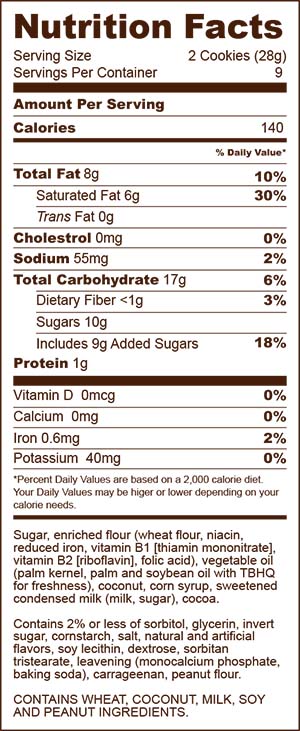 Nutrition Facts
Serving Size 2 Cookies (28g)
Servings Per Container 9
Amount Per Serving
Calories 140
% Daily Value*
Total Fat 8g 10%
Saturated Fat 6g 30%
Trans Fat 0g
Cholestrol 0mg 0%
Sodium 55mg 2%
Total Carbohydrate 17g 6%
Dietary Fiber <1g 3%
Sugars 10g
Includes 9g Added Sugars 18%
Protein 1g
Vitamin D 0mcg 0%
Calcium 0mg 0%
Iron 0.6mg 2%
Potassium 40mg 0%
*Percent Daily Values are based on a 2,000 calorie diet.
Your Daily Values may be higer or lower depending on your
calorie needs.
Sugar, enriched flour (wheat flour, niacin,
reduced iron, vitamin B1 [thiamin mononitrate],
vitamin B2 [riboflavin], folic acid), vegetable oil
(palm kernel, palm and soybean oil with TBHQ
for freshness), coconut, corn syrup, sweetened
condensed milk (milk, sugar), cocoa.
Contains 2% or less of sorbitol, glycerin, invert
sugar, cornstarch, salt, natural and artificial
flavors, soy lecithin, dextrose, sorbitan
tristearate, leavening (monocalcium phosphate,
baking soda), carrageenan, peanut flour.
CONTAINS WHEAT, COCONUT, MILK, SOY
AND PEANUT INGREDIENTS.